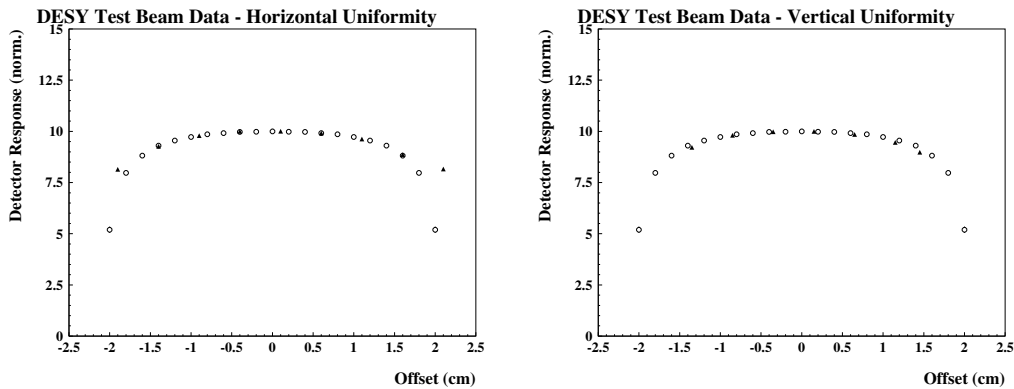 DESY Test Beam Data - Horizontal Uniformity
Detector Response (norm.)
15
12.5
10
7.5
5
2.5
0
-2.5 -2 -1.5 -1 -0.5 0 0.5 1 1.5 2 2.5
Offset (cm)
DESY Test Beam Data - Vertical Uniformity
Detector Response (norm.)
15
12.5
10
7.5
5
2.5
0
-2.5 -2 -1.5 -1 -0.5 0 0.5 1 1.5 2 2.5
Offset (cm)